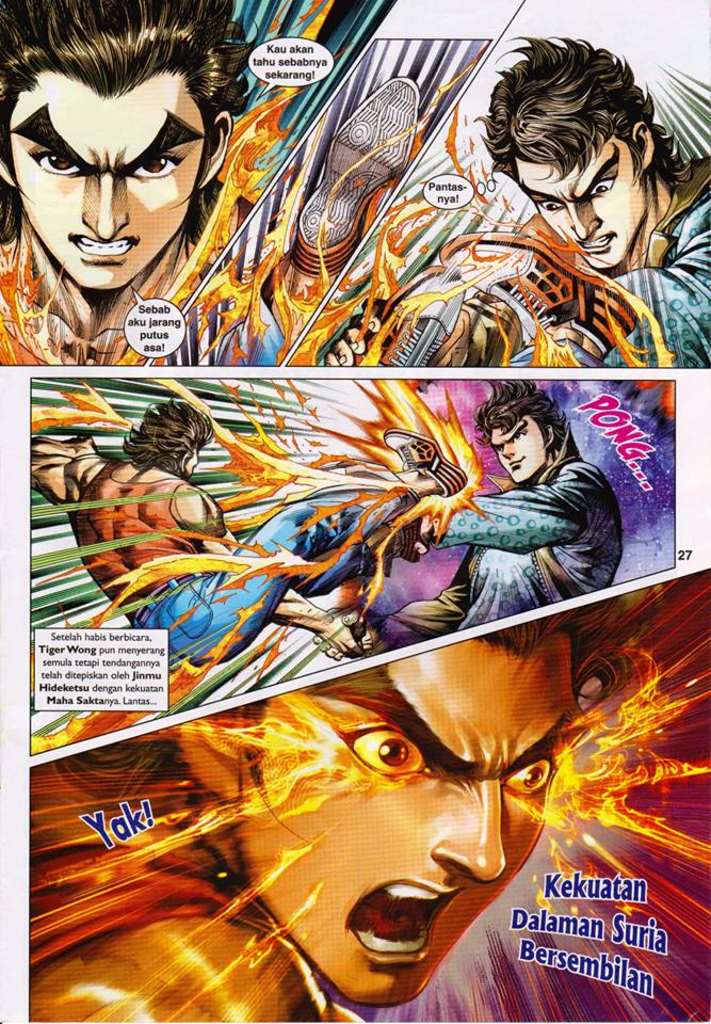 Kau akan
tahu sebabnya
sekarang!
Sebab
aku jarang
putus
asa!
Pantas-
nya!
PONG...
27
Setelah habis berbicara,
Tiger Wong pun menyerang
semula tetapi tendangannya
telah ditepiskan oleh Jinmu
Hideketsu dengan kekuatan
Maha Saktanya. Lantas...
Yak!
Kekuatan
Dalaman Suria
Bersembilan